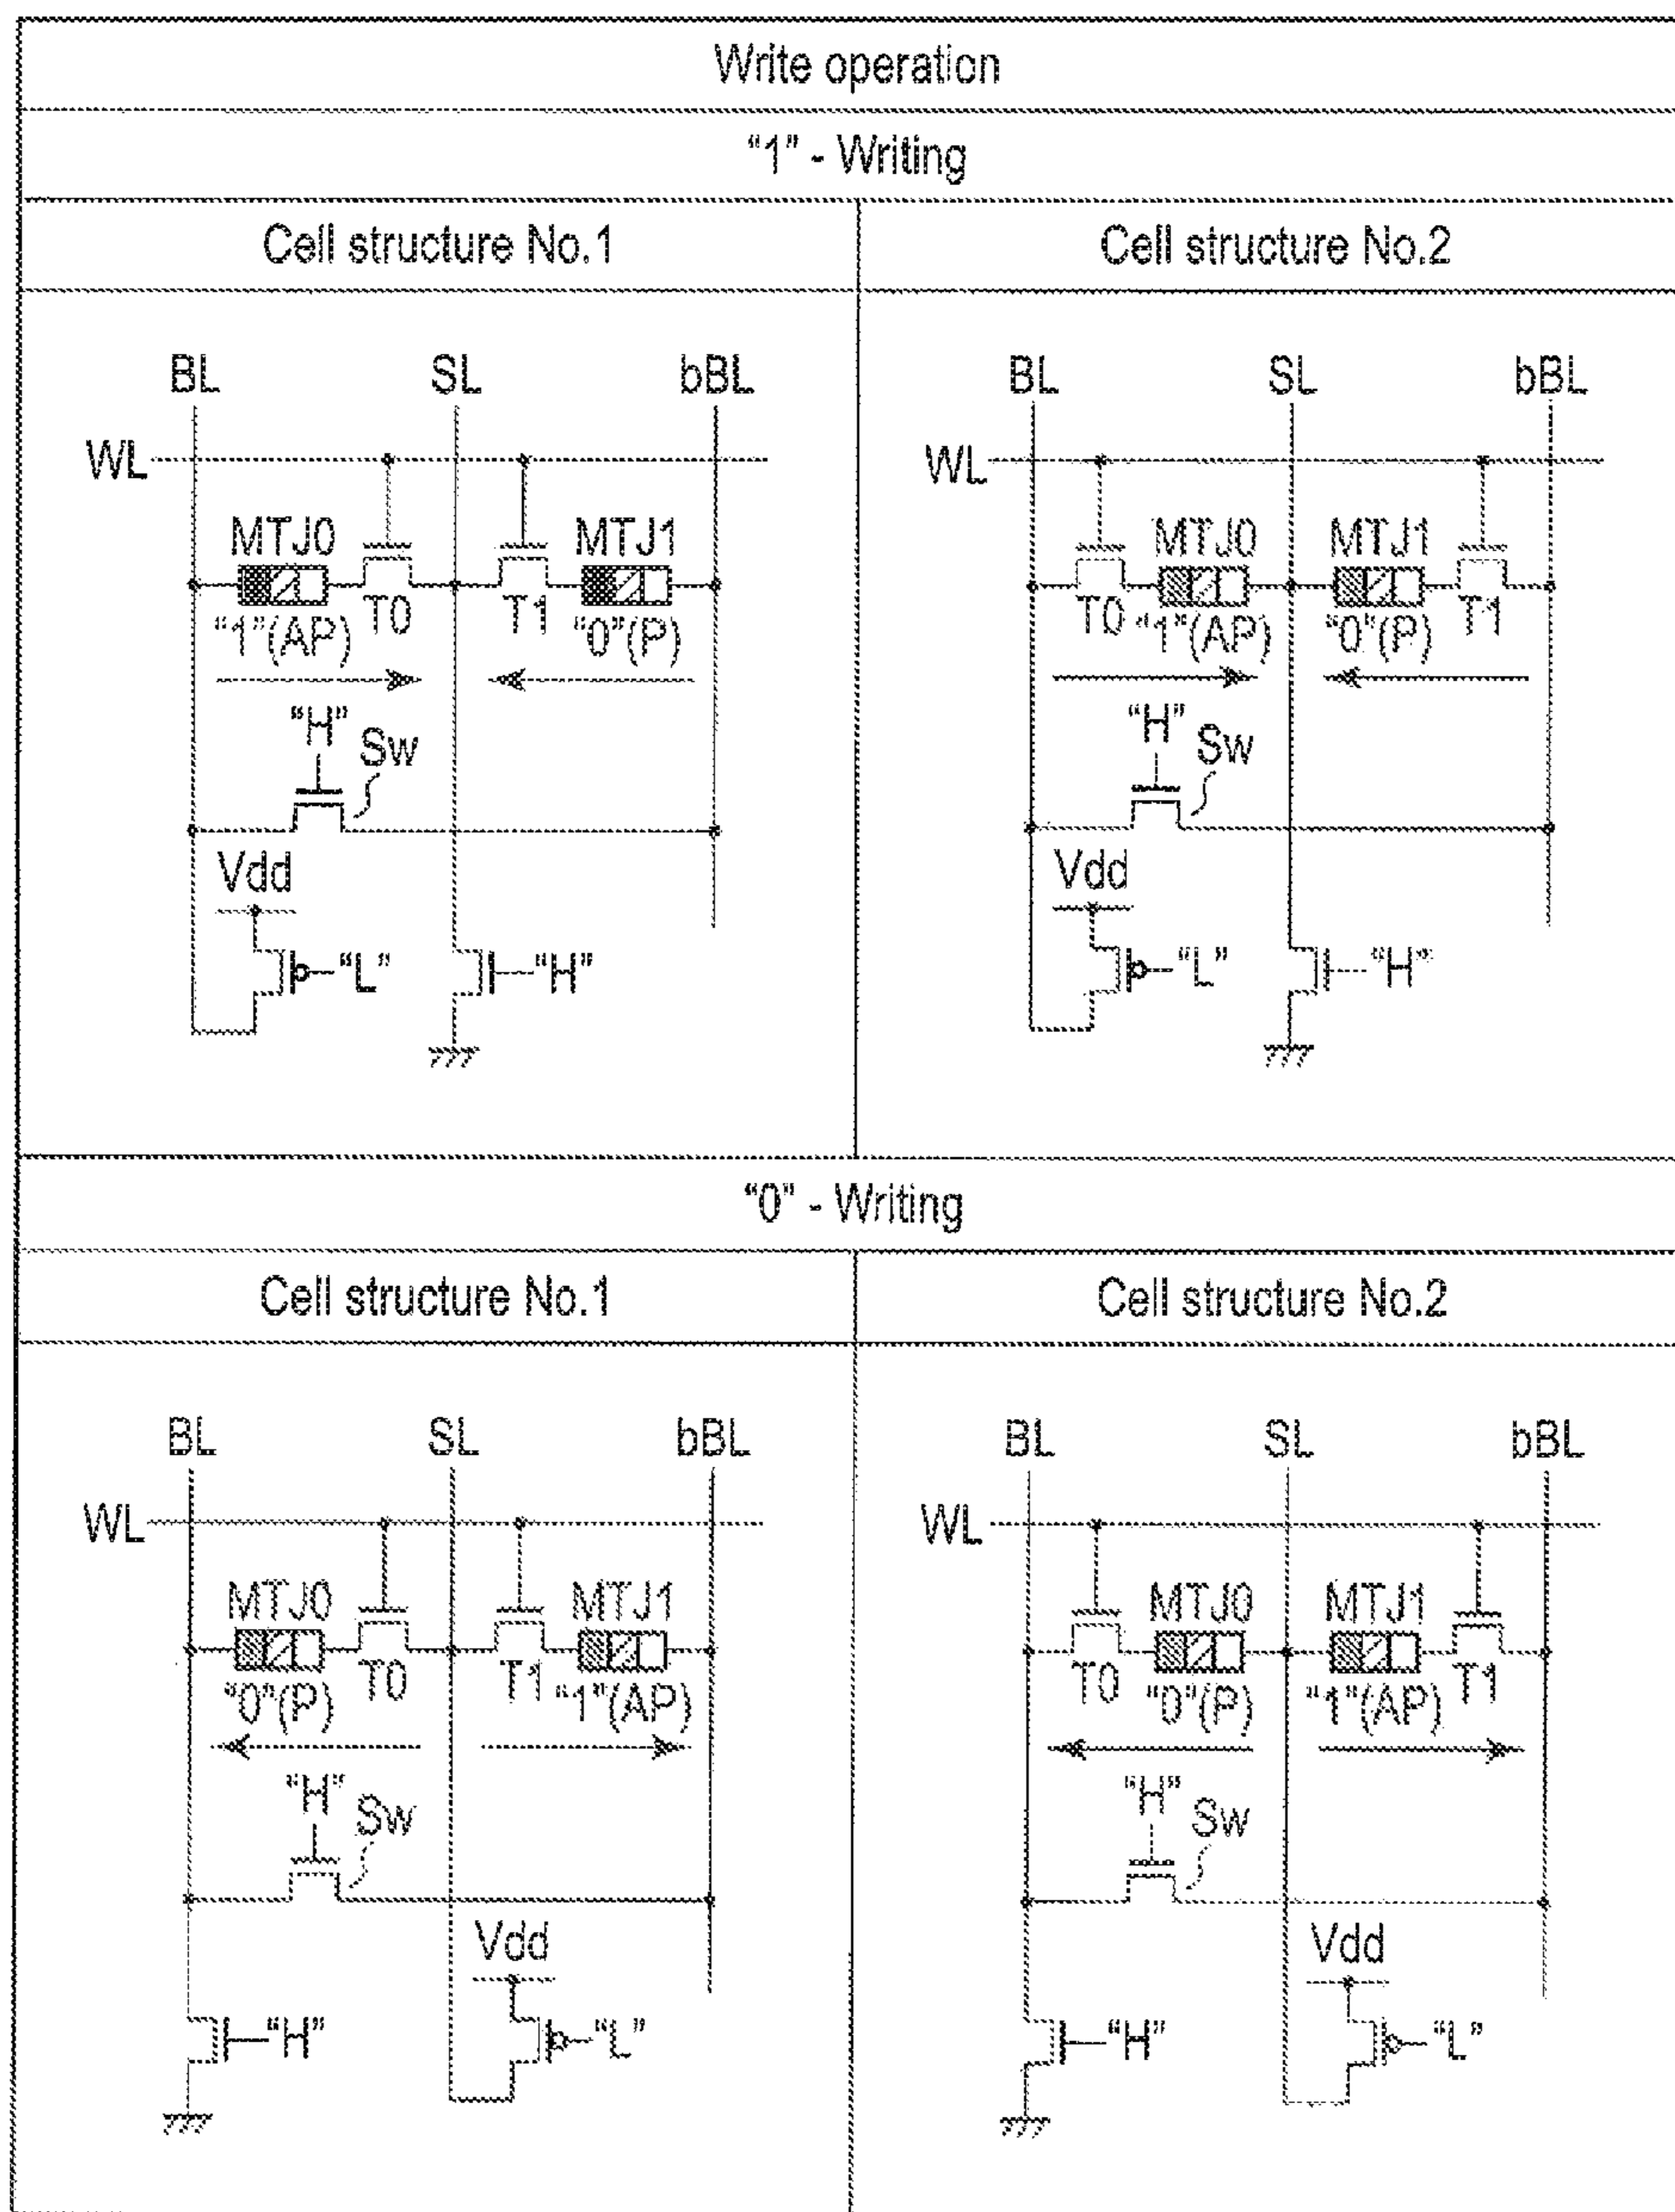 Write operation
"1" - Writing
Cell structure No.1
Cell structure No.2
BL SL bBL
WL
MTJ0 MTJ1
T0 T1
"1"(AP) "0"(P)
"H"
Sw
Vdd
"L" "H"
BL SL bBL
WL
MTJ0 MTJ1
T0 "1"(AP) "0"(P) T1
"H"
Sw
Vdd
"L" "H"
"0" - Writing
Cell structure No.1
Cell structure No.2
BL SL bBL
WL
MTJ0 MTJ1
T0 T1
"0"(P) "1"(AP)
"H"
Sw
Vdd
"H" "L"
BL SL bBL
WL
MTJ0 MTJ1
T0 "0"(P) "1"(AP) T1
"H"
Sw
Vdd
"H" "L"